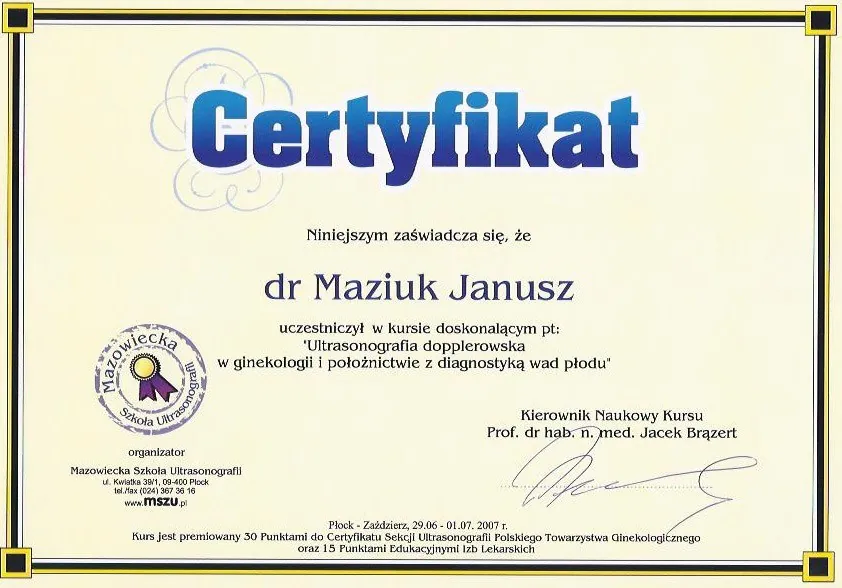 Certyfikat
Niniejszym zaświadcza się, że
dr Maziuk Janusz
uczestniczył w kursie doskonalącym pt:
"Ultrasonografia dopplerowska
w ginekologii i położnictwie z diagnostyką wad płodu"
Mazowiecka
Szkoła Ultrasonografii
Kierownik Naukowy Kursu
Prof. dr hab. n. med. Jacek Brązert
organizator
Mazowiecka Szkoła Ultrasonografii
ul. Kwiatka 39/1, 09-400 Płock
tel./fax (024) 367 36 16
www.mszu.pl
Płock - Zaździerz, 29.06 - 01.07. 2007 r.
Kurs jest premiowany 30 Punktami do Certyfikatu Sekcji Ultrasonografii Polskiego Towarzystwa Ginekologicznego
oraz 15 Punktami Edukacyjnymi Izb Lekarskich